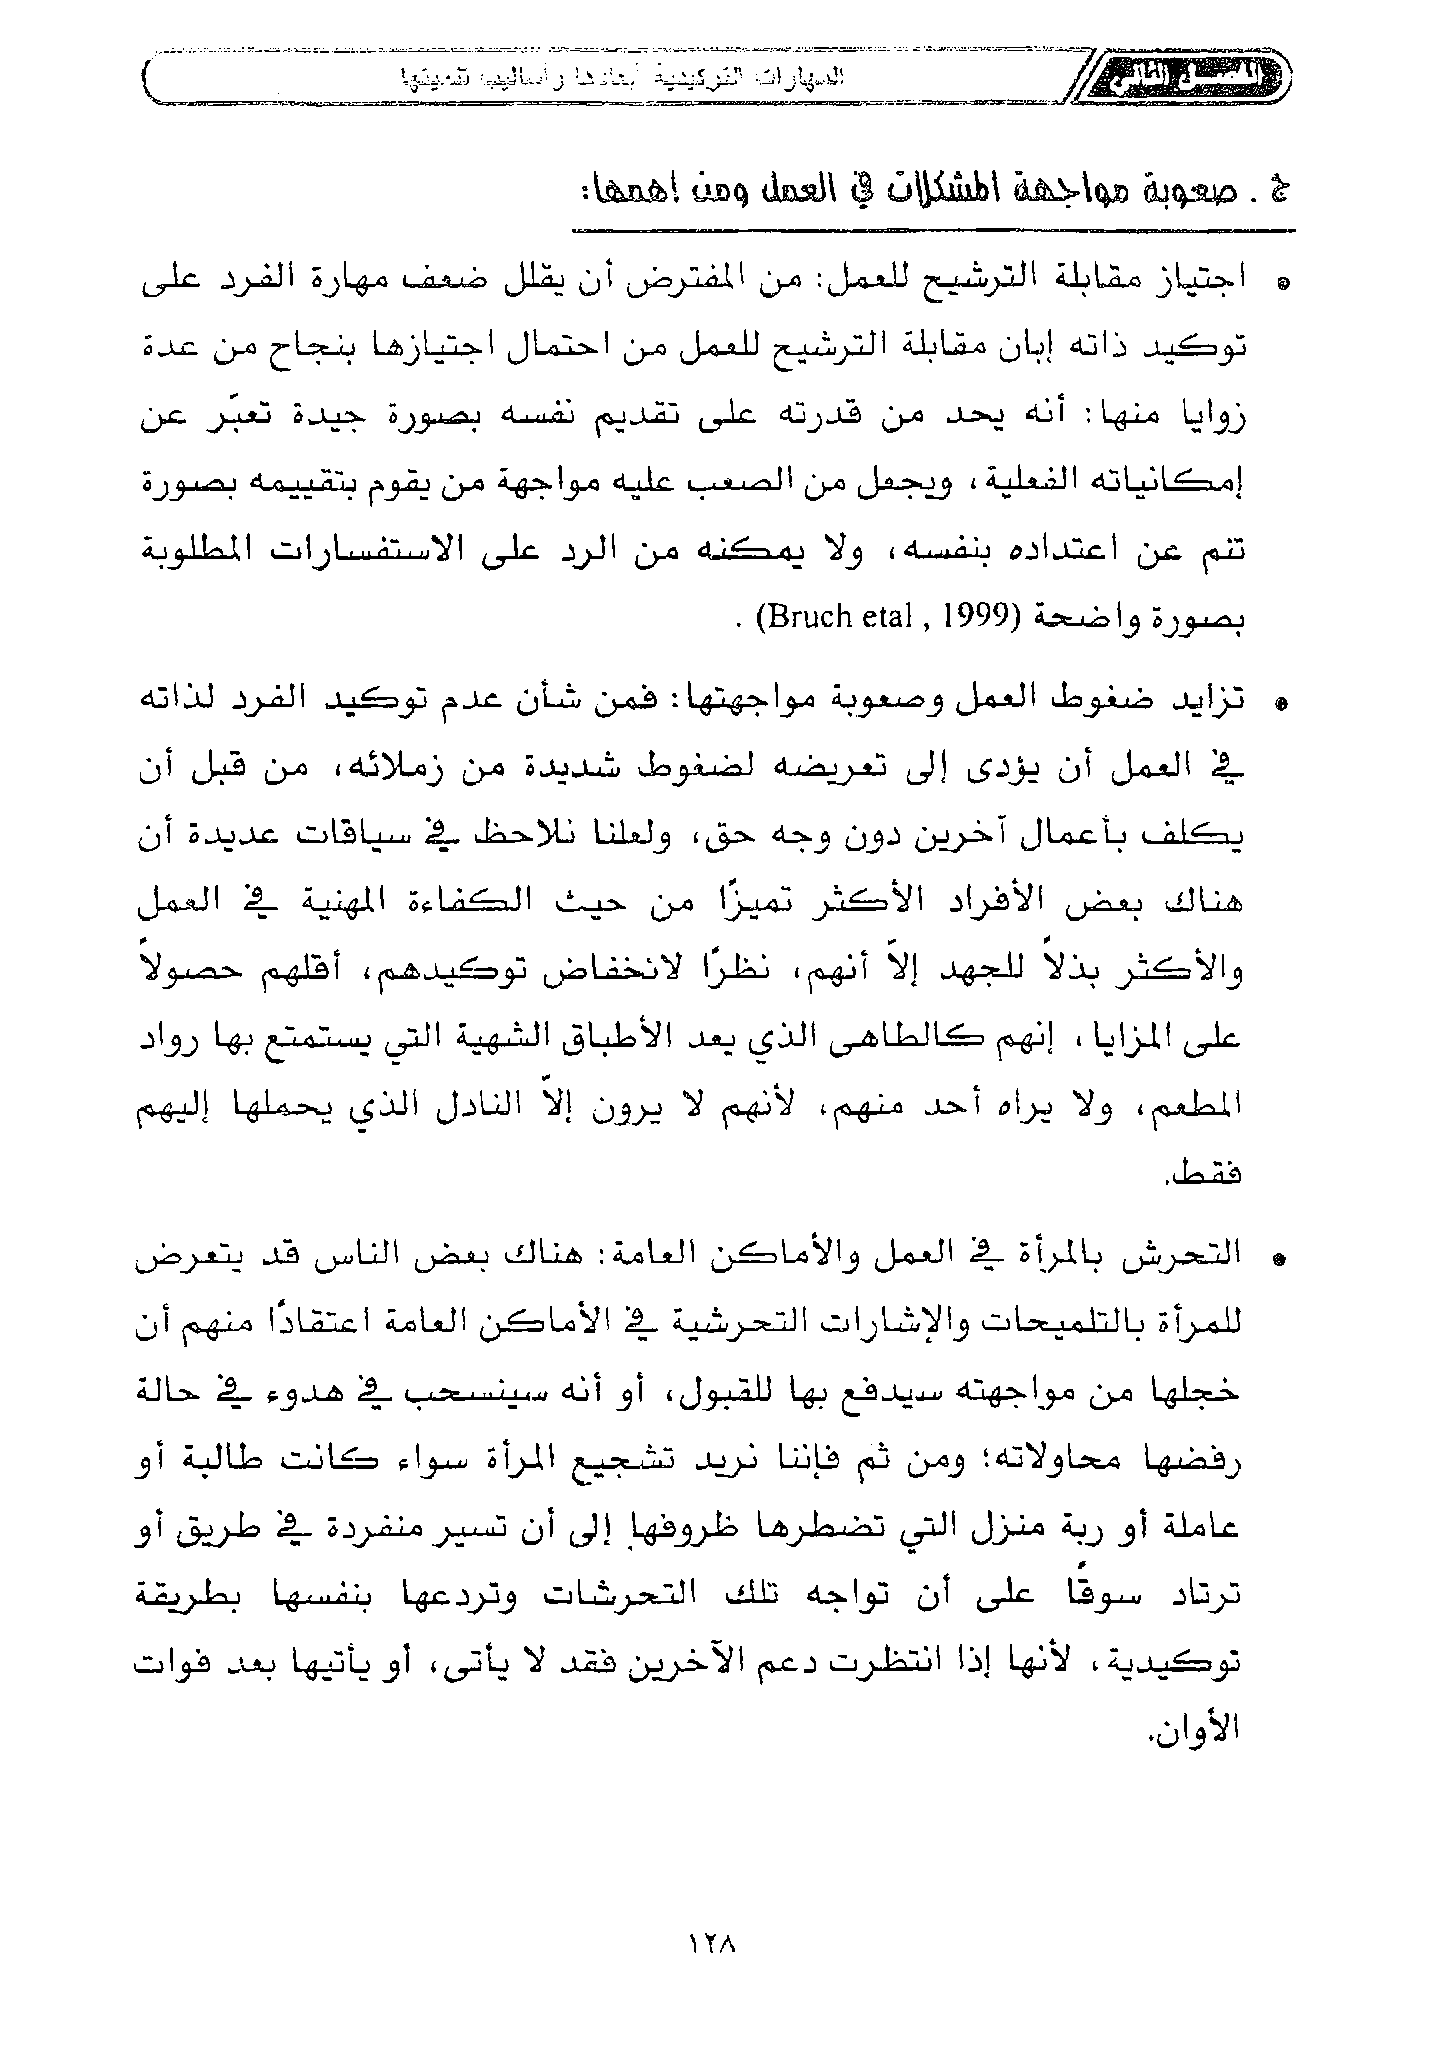 الفصل الثاني
المهارات التوكيدية أبعادها وأساليب تنميتها
ع . صعوبة مواجهة المشكلات في العمل ومن أهمها:
• اجتياز مقابلة الترشيح للعمل: من المفترض أن يقلل ضعف مهارة الفرد على
توكيد ذاته إبان مقابلة الترشيح للعمل من احتمال اجتيازها بنجاح من عدة
زوايا منها: أنه يحد من قدرته على تقديم نفسه بصورة جيدة تعبّر عن
إمكانياته الفعلية، ويجعل من الصعب عليه مواجهة من يقوم بتقييمه بصورة
تنم عن اعتداده بنفسه، ولا يمكنه من الرد على الاستفسارات المطلوبة
بصورة واضحة (Bruch etal , 1999) .
• تزايد ضغوط العمل وصعوبة مواجهتها: فمن شأن عدم توكيد الفرد لذاته
في العمل أن يؤدى إلى تعريضه لضغوط شديدة من زملائه، من قبل أن
يكلف بأعمال آخرين دون وجه حق، ولعلنا نلاحظ في سياقات عديدة أن
هناك بعض الأفراد الأكثر تميزًا من حيث الكفاءة المهنية في العمل
والأكثر بذلاً للجهد إلاّ أنهم، نظرًا لانخفاض توكيدهم، أقلهم حصولاً
على المزايا، إنهم كالطاهى الذي يعد الأطباق الشهية التي يستمتع بها رواد
المطعم، ولا يراه أحد منهم، لأنهم لا يرون إلاّ النادل الذي يحملها إليهم
فقط.
• التحرش بالمرأة في العمل والأماكن العامة: هناك بعض الناس قد يتعرض
للمرأة بالتلميحات والإشارات التحرشية في الأماكن العامة اعتقادًا منهم أن
خجلها من مواجهته سيدفع بها للقبول، أو أنه سينسحب في هدوء في حالة
رفضها محاولاته؛ ومن ثم فإننا نريد تشجيع المرأة سواء كانت طالبة أو
عاملة أو ربة منزل التي تضطرها ظروفها إلى أن تسير منفردة في طريق أو
ترتاد سوقًا على أن تواجه تلك التحرشات وتردعها بنفسها بطريقة
توكيدية، لأنها إذا انتظرت دعم الآخرين فقد لا يأتى، أو يأتيها بعد فوات
الأوان.
١٢٨